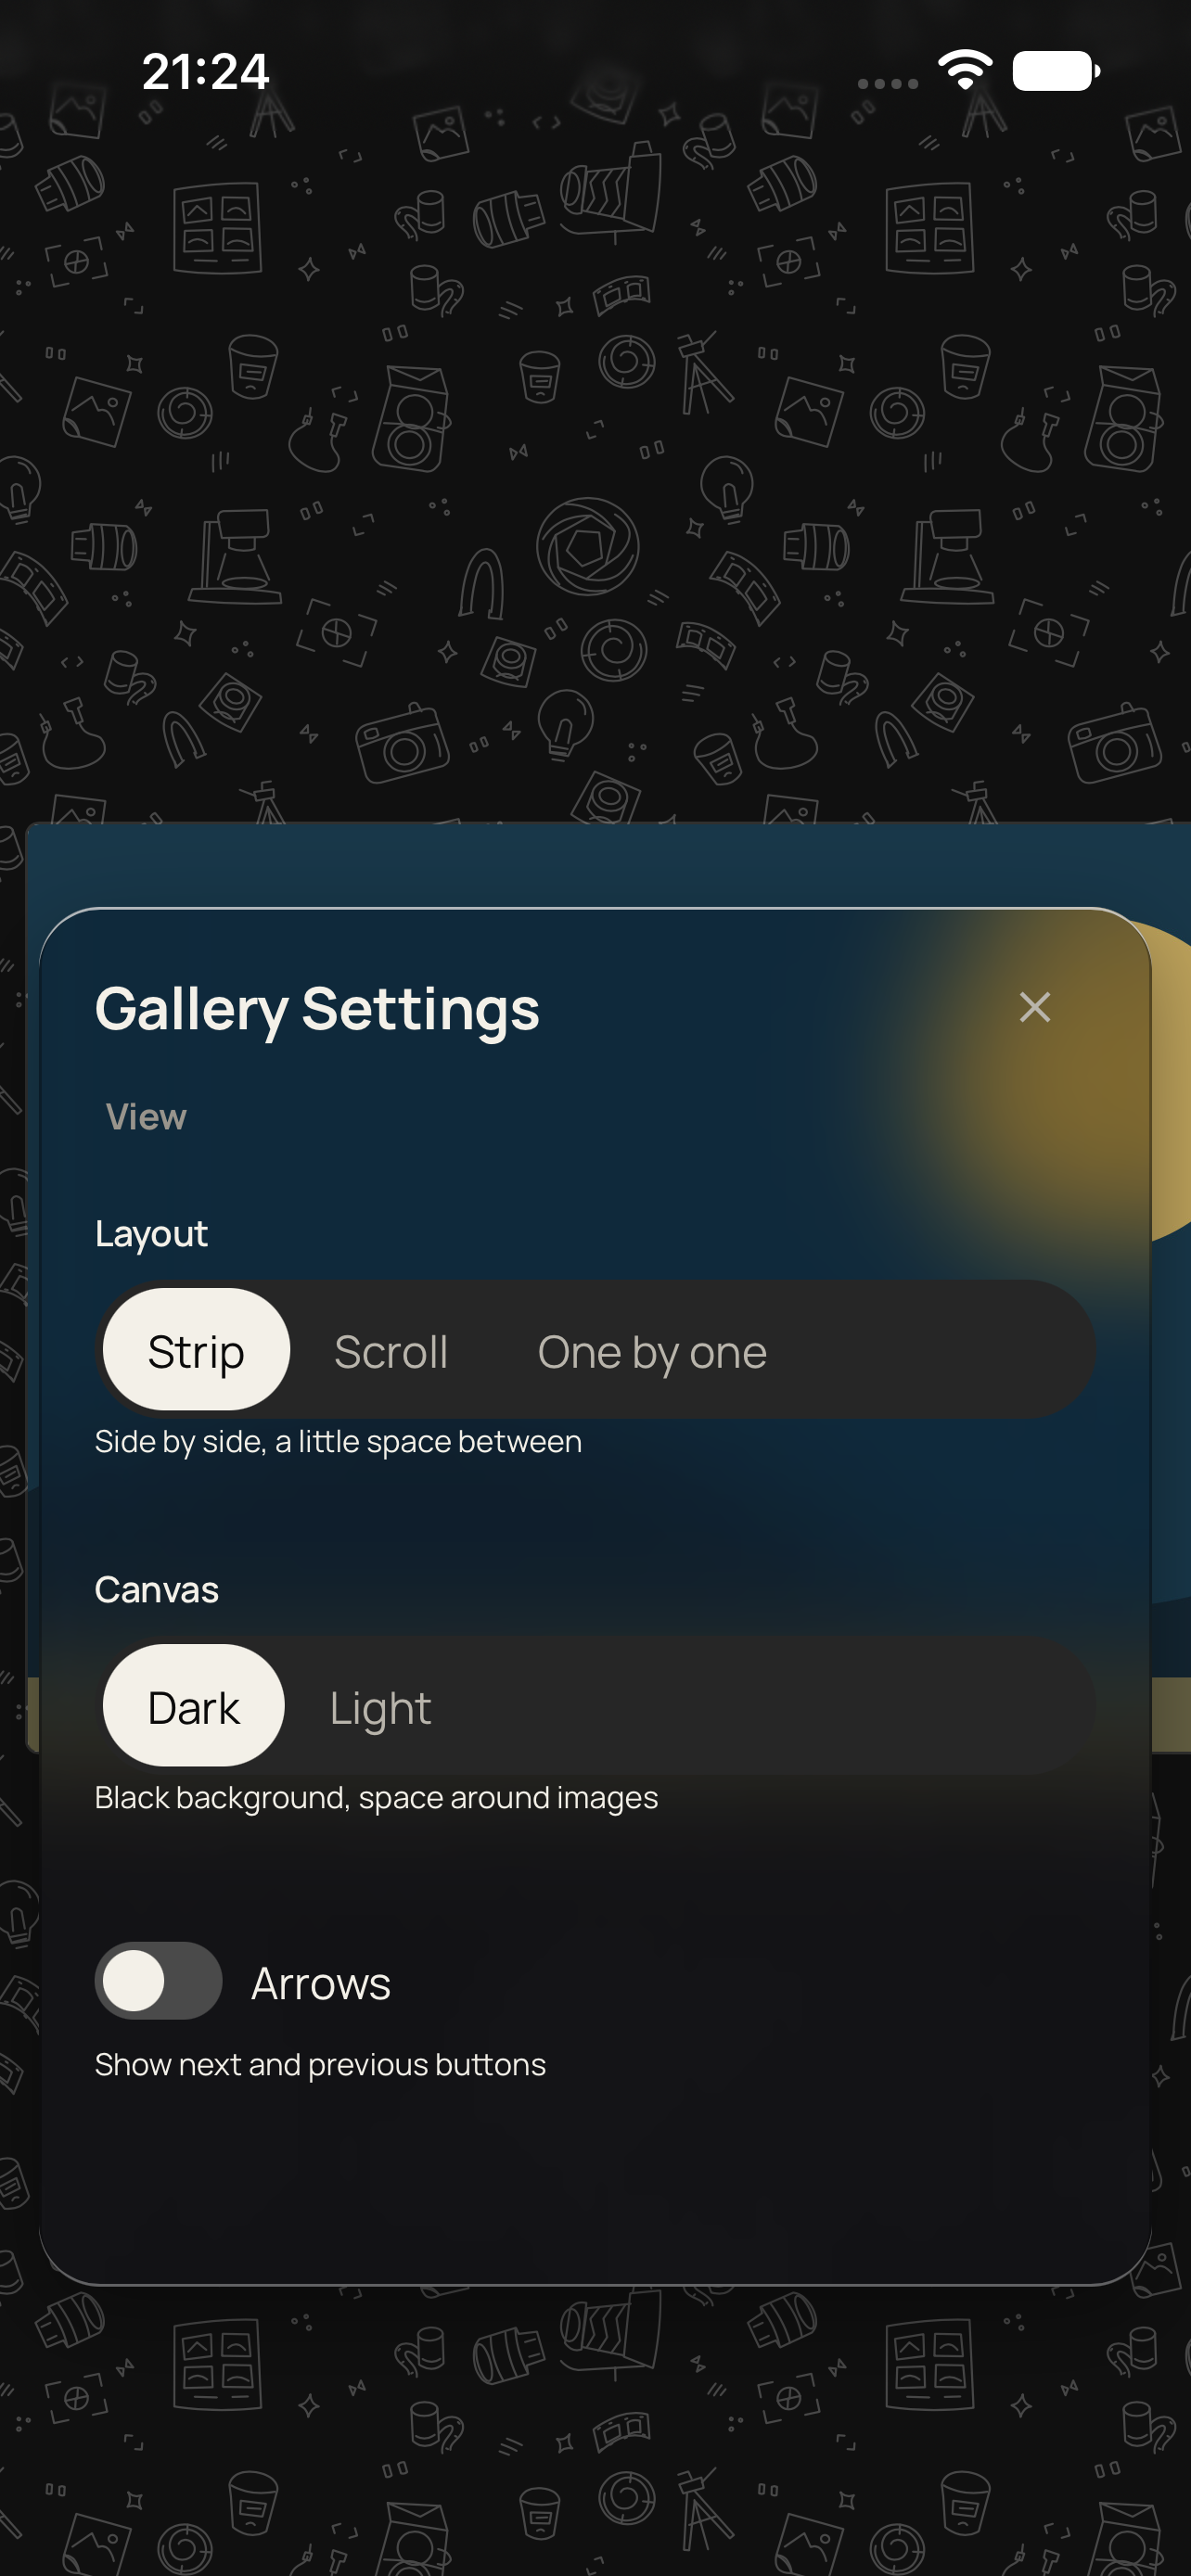 21:24
Gallery Settings
View
Layout
Strip Scroll One by one
Side by side, a little space between
Canvas
Dark Light
Black background, space around images
Arrows
Show next and previous buttons